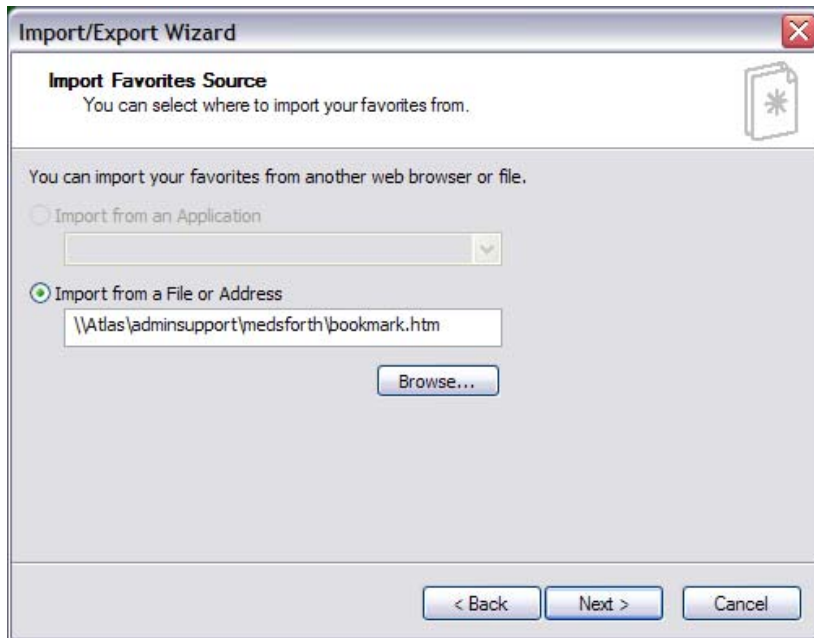 Import/Export Wizard
Import Favorites Source
You can select where to import your favorites from.
You can import your favorites from another web browser or file.
Import from an Application
Import from a File or Address
\\Atlas\adminsupport\medsforth\bookmark.htm
Browse...
< Back
Next >
Cancel